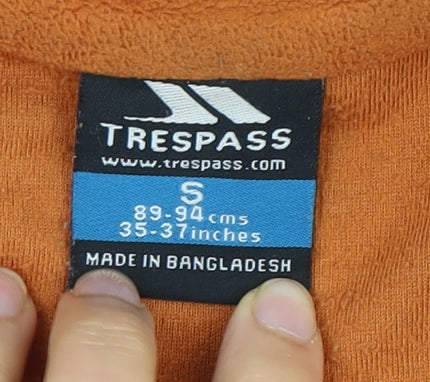 TRESPASS
www.trespass.com
S
89-94cms
35-37inches
MADE IN BANGLADESH